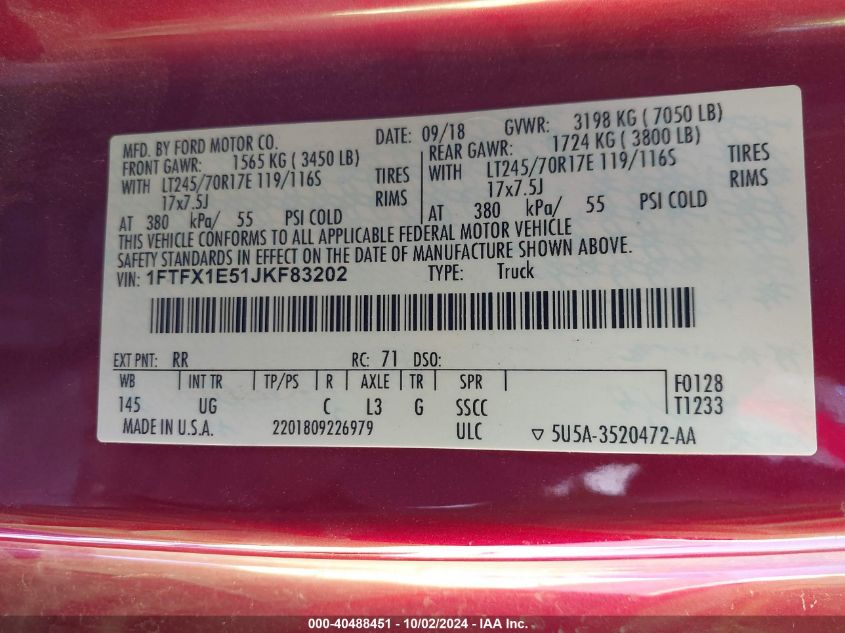 MFD. BY FORD MOTOR CO. DATE: 09/18 GVWR: 3198 KG ( 7050 LB)
FRONT GAWR: 1565 KG ( 3450 LB) REAR GAWR: 1724 KG ( 3800 LB)
WITH LT245/70R17E 119/116S TIRES WITH LT245/70R17E 119/116S TIRES
17x7.5J RIMS 17x7.5J RIMS
AT 380 kPa/ 55 PSI COLD AT 380 kPa/ 55 PSI COLD
THIS VEHICLE CONFORMS TO ALL APPLICABLE FEDERAL MOTOR VEHICLE
SAFETY STANDARDS IN EFFECT ON THE DATE OF MANUFACTURE SHOWN ABOVE.
VIN: 1FTFX1E51JKF83202 TYPE: Truck
EXT PNT: RR RC: 71 DSO:
WB INT TR TP/PS R AXLE TR SPR F0128
145 UG C L3 G SSCC T1233
MADE IN U.S.A. 2201809226979 ULC ▽ 5U5A-3520472-AA
000-40488451 - 10/02/2024 - IAA Inc.